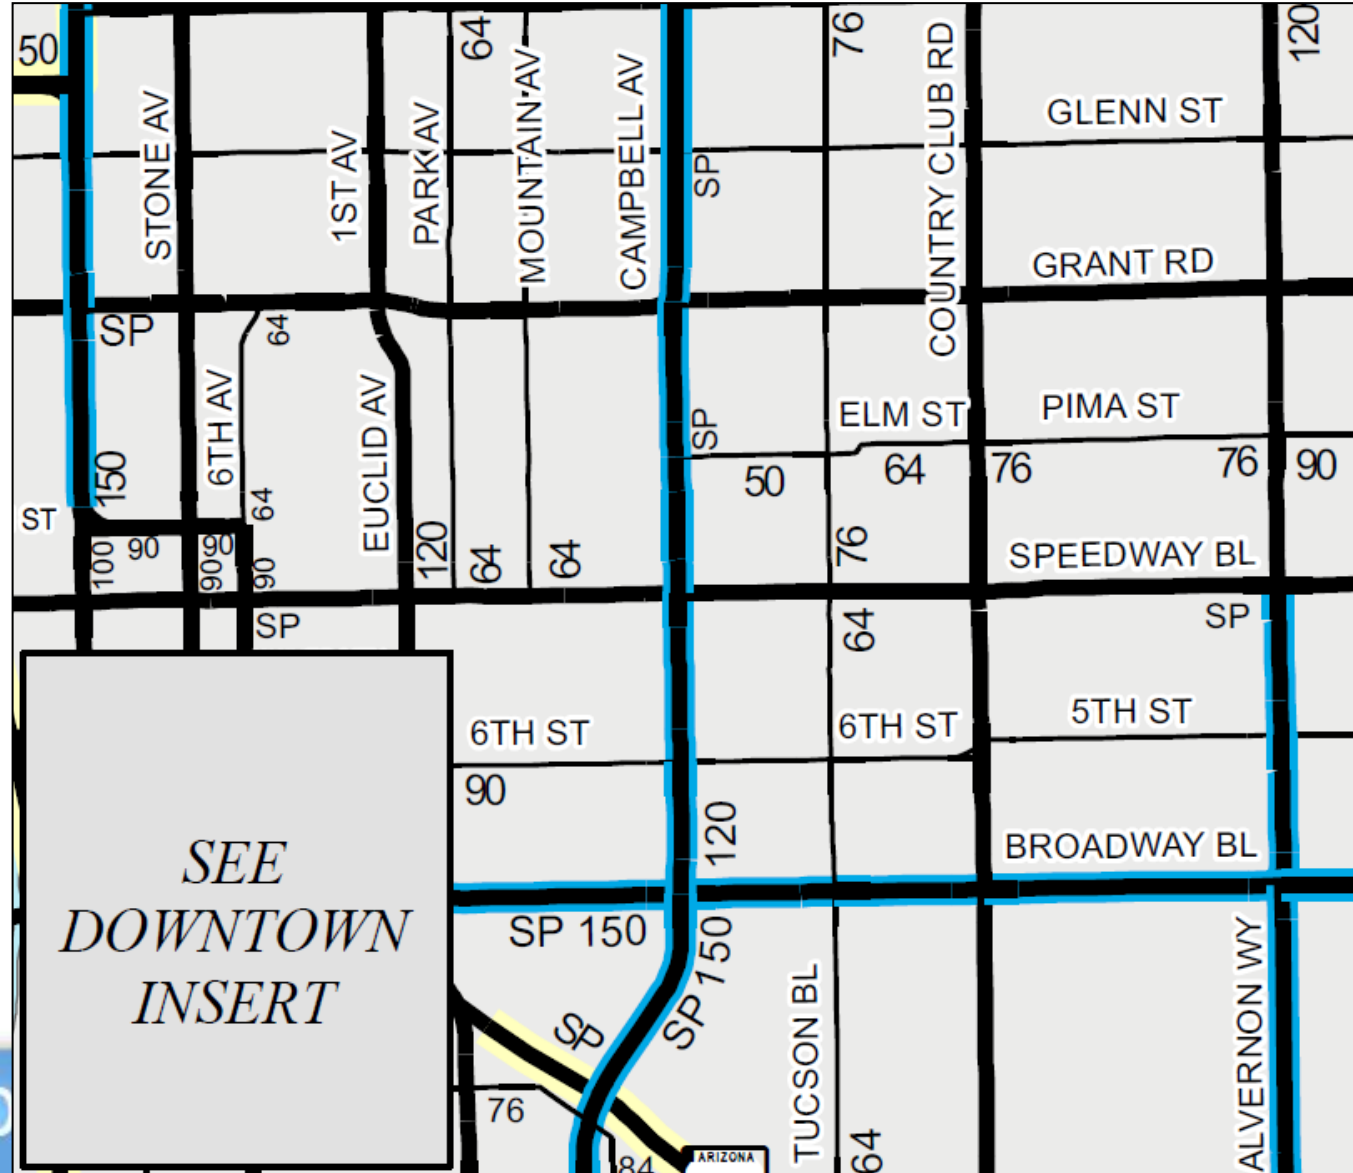 50
64
76
120
STONE AV
1ST AV
PARK AV
MOUNTAIN AV
CAMPBELL AV
COUNTRY CLUB RD
GLENN ST
SP
GRANT RD
SP
64
6TH AV
EUCLID AV
SP
ELM ST
PIMA ST
50
64
76
76
90
150
64
ST
100
90
90
90
90
120
64
64
76
SPEEDWAY BL
SP
64
SP
6TH ST
6TH ST
5TH ST
90
120
BROADWAY BL
SEE
DOWNTOWN
INSERT
SP 150
SP 150
SP
TUCSON BL
ALVERNON WY
76
64
84
ARIZONA